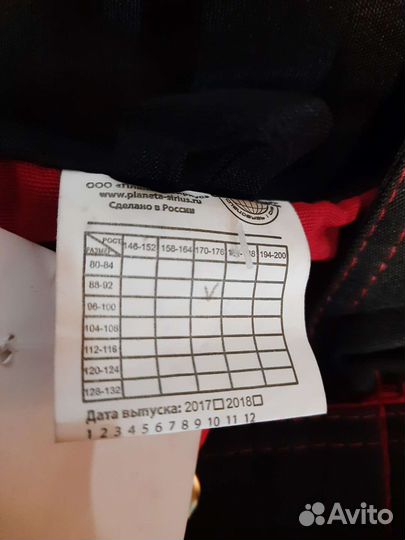 ООО
www.planeta-sirius.ru
Сделано в России
РОСТ 146-152 158-164 170-176 194-200
РАЗМЕР
80-84
88-92
96-100
104-108
112-116
120-124
128-132
Дата выпуска: 2017 2018
1 2 3 4 5 6 7 8 9 10 11 12
Avito